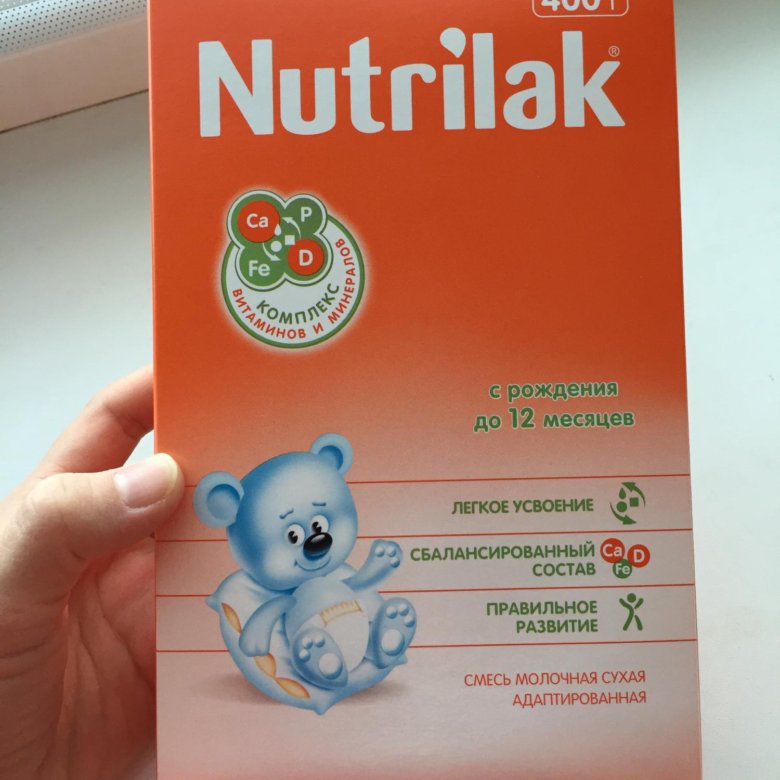 400 г
Nutrilak®
Ca P
Fe D
КОМПЛЕКС
ВИТАМИНОВ И МИНЕРАЛОВ
с рождения
до 12 месяцев
ЛЕГКОЕ УСВОЕНИЕ
СБАЛАНСИРОВАННЫЙ
СОСТАВ
Ca D
Fe
ПРАВИЛЬНОЕ
РАЗВИТИЕ
СМЕСЬ МОЛОЧНАЯ СУХАЯ
АДАПТИРОВАННАЯ